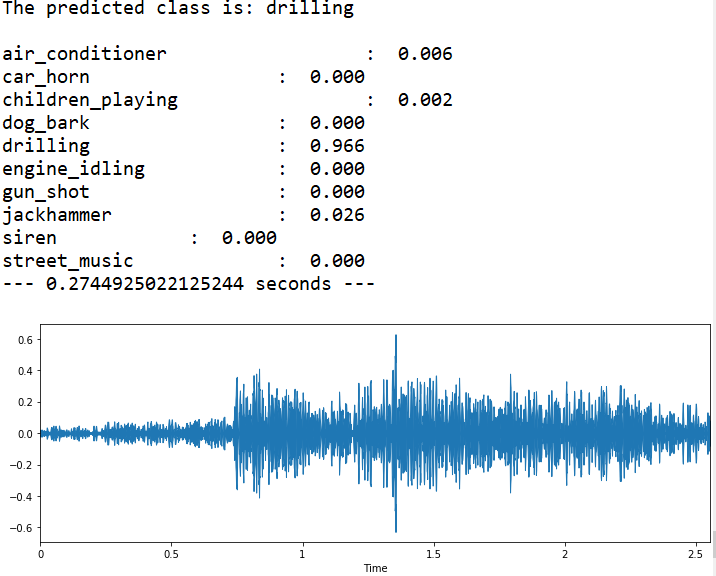 The predicted class is: drilling
air_conditioner : 0.006
car_horn : 0.000
children_playing : 0.002
dog_bark : 0.000
drilling : 0.966
engine_idling : 0.000
gun_shot : 0.000
jackhammer : 0.026
siren : 0.000
street_music : 0.000
--- 0.2744925022125244 seconds ---
0.6
0.4
0.2
0.0
−0.2
−0.4
−0.6
0 0.5 1 1.5 2 2.5
Time